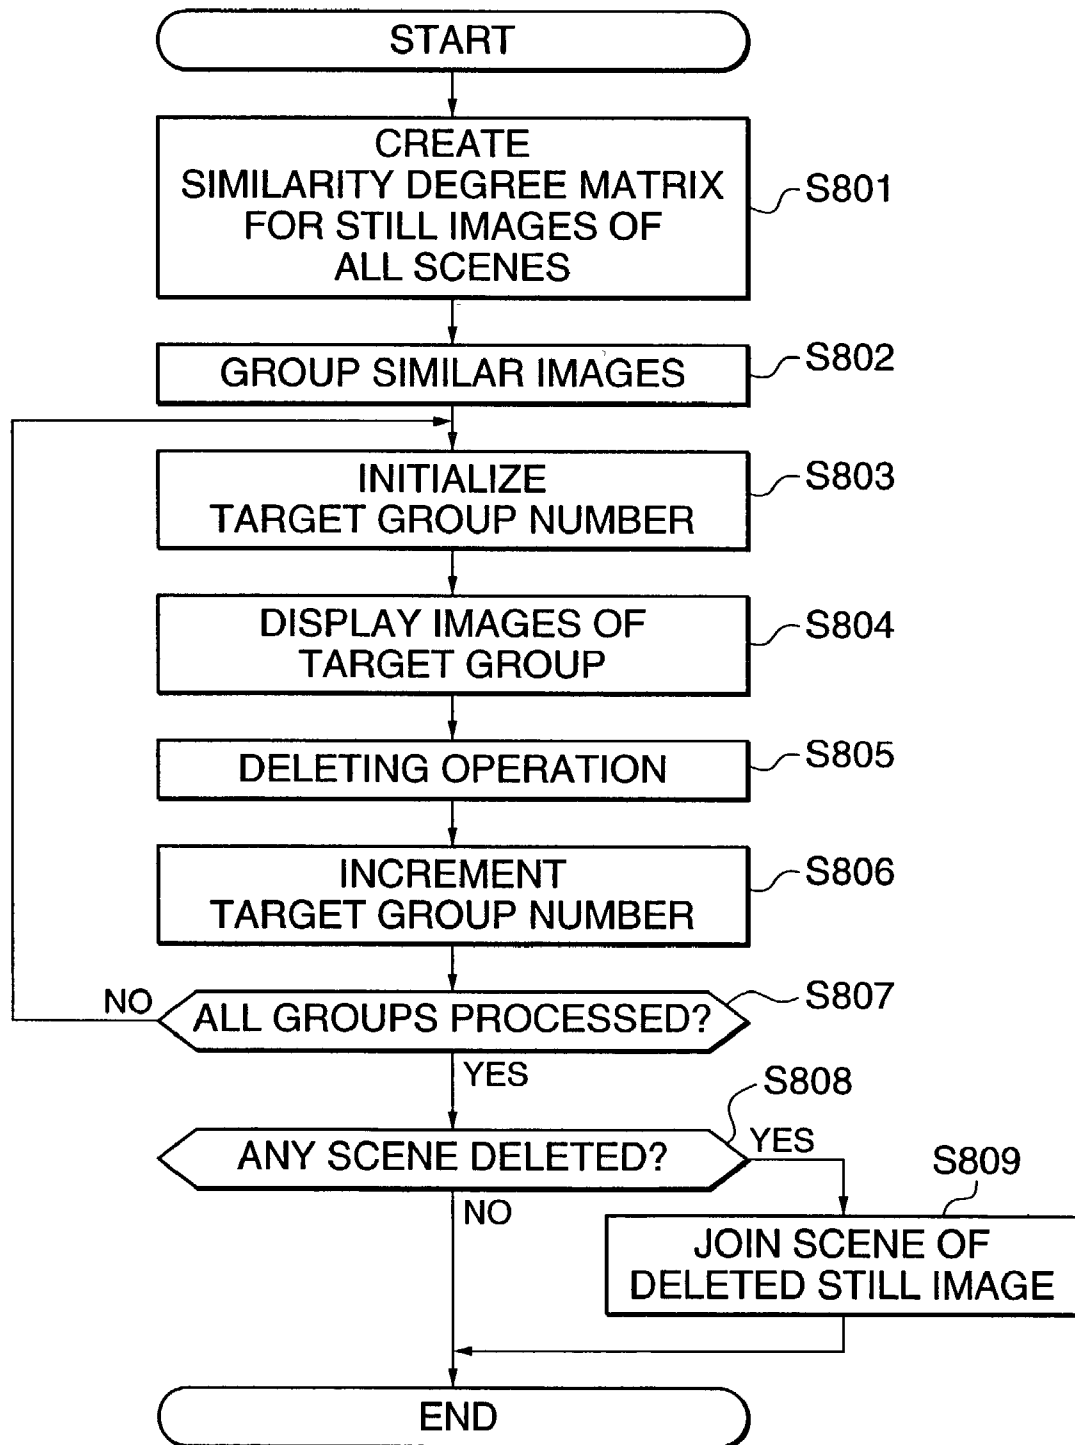 START
CREATE
SIMILARITY DEGREE MATRIX
FOR STILL IMAGES OF
ALL SCENES
S801
GROUP SIMILAR IMAGES
S802
INITIALIZE
TARGET GROUP NUMBER
S803
DISPLAY IMAGES OF
TARGET GROUP
S804
DELETING OPERATION
S805
INCREMENT
TARGET GROUP NUMBER
S806
NO
ALL GROUPS PROCESSED?
S807
YES
S808
ANY SCENE DELETED?
YES
NO
S809
JOIN SCENE OF
DELETED STILL IMAGE
END